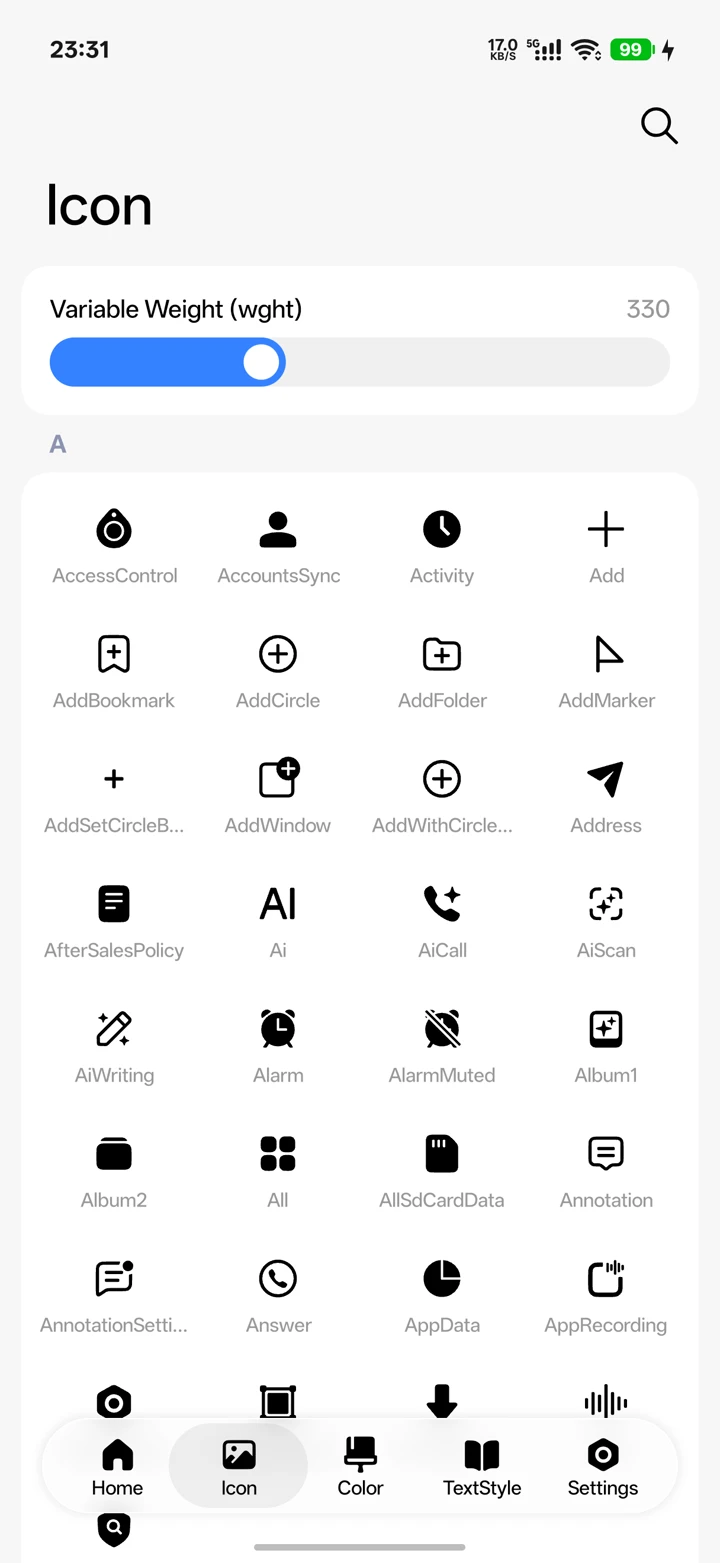 23:31
17.0 KB/S 5G 99
Icon
Variable Weight (wght) 330
A
AccessControl AccountsSync Activity Add
AddBookmark AddCircle AddFolder AddMarker
AddSetCircleB... AddWindow AddWithCircle... Address
AI
AfterSalesPolicy Ai AiCall AiScan
AiWriting Alarm AlarmMuted Album1
Album2 All AllSdCardData Annotation
AnnotationSetti... Answer AppData AppRecording
Home Icon Color TextStyle Settings